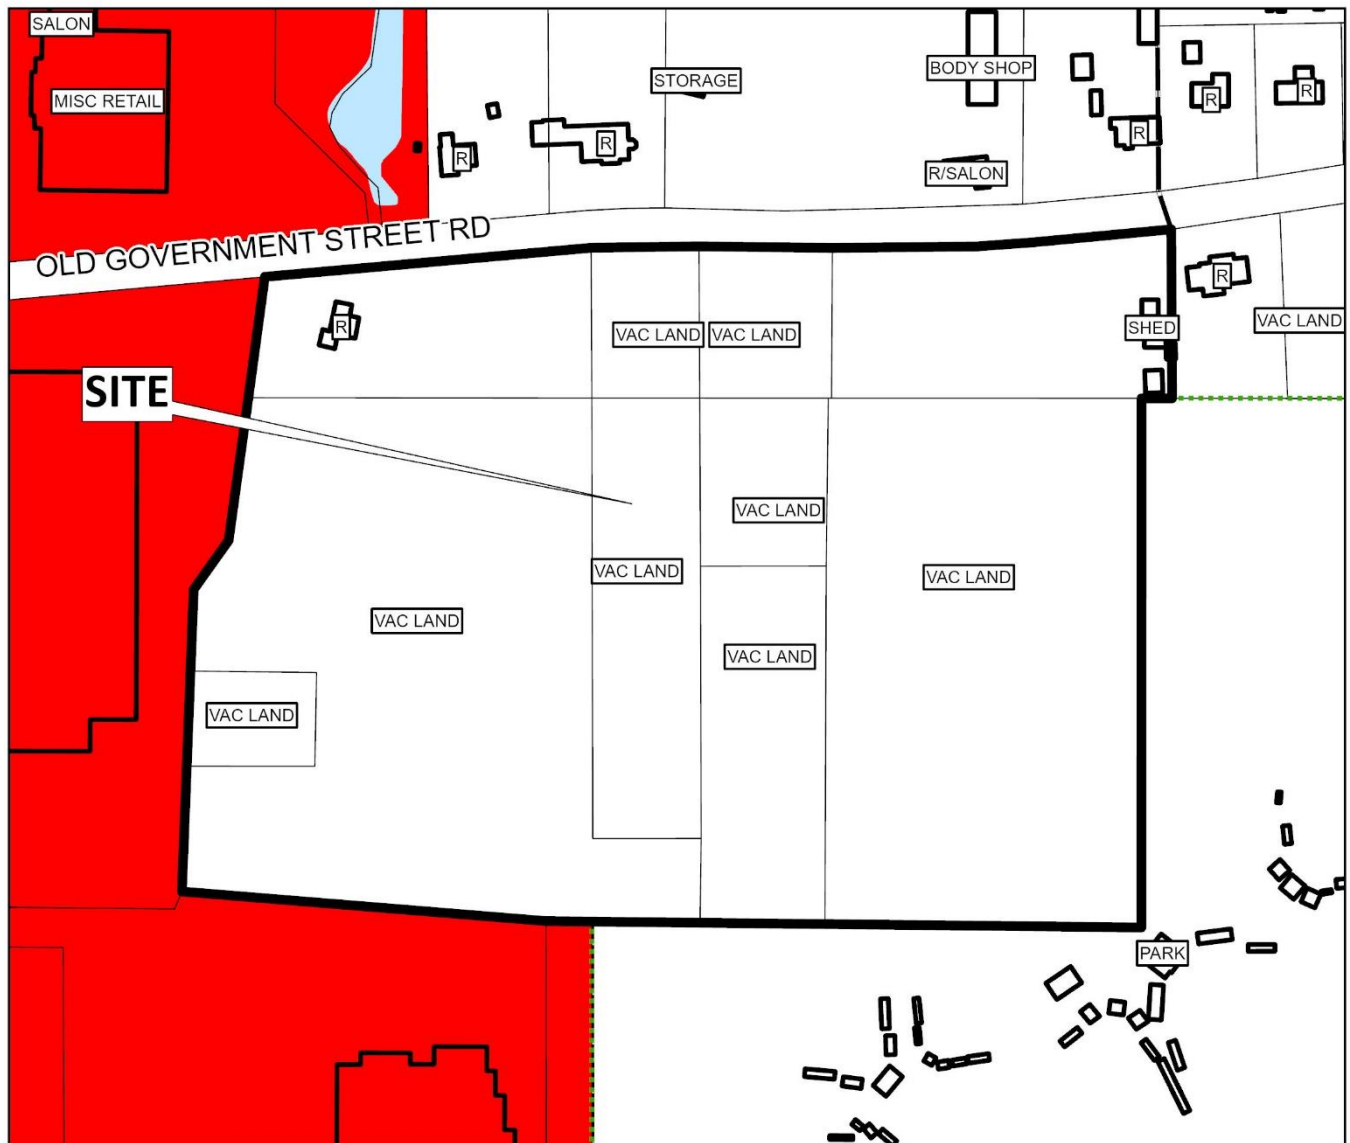 SALON
MISC RETAIL
STORAGE
BODY SHOP
R
R
R
R
R
R/SALON
OLD GOVERNMENT STREET RD
R
R
VAC LAND
VAC LAND
SHED
VAC LAND
SITE
VAC LAND
VAC LAND
VAC LAND
VAC LAND
VAC LAND
VAC LAND
PARK